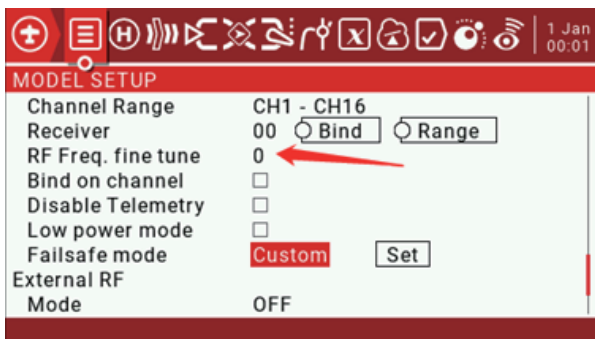 1 Jan
00:01
MODEL SETUP
Channel Range CH1 - CH16
Receiver 00 Bind Range
RF Freq. fine tune 0
Bind on channel
Disable Telemetry
Low power mode
Failsafe mode Custom Set
External RF
Mode OFF